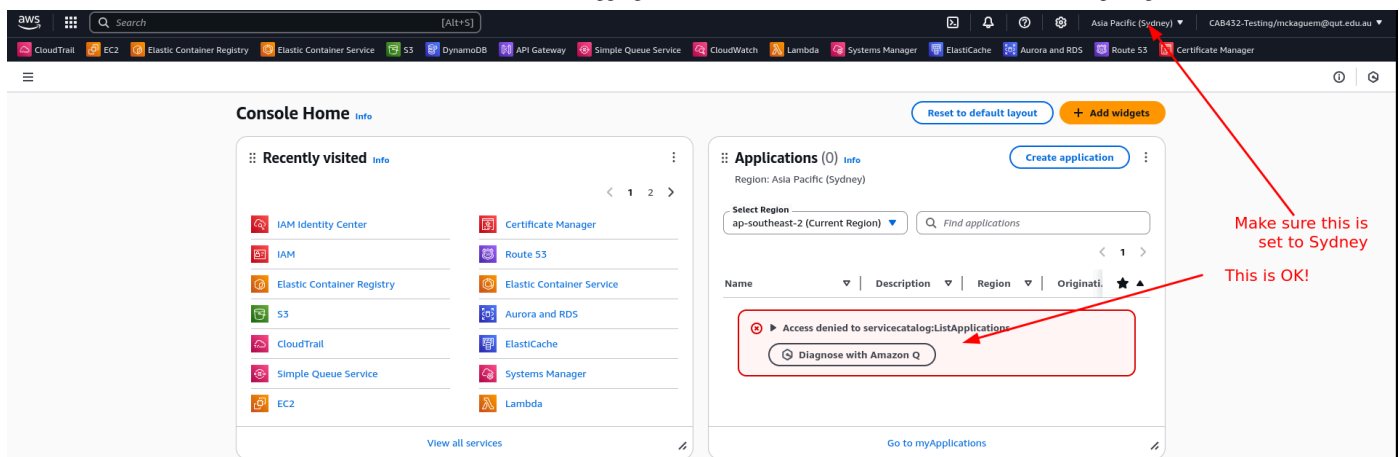 aws
Search
[Alt+S]
Asia Pacific (Sydney) ▼
CAB432-Testing/mckaguem@qut.edu.au ▼
CloudTrail
EC2
Elastic Container Registry
Elastic Container Service
S3
DynamoDB
API Gateway
Simple Queue Service
CloudWatch
Lambda
Systems Manager
ElastiCache
Aurora and RDS
Route 53
Certificate Manager
Console Home Info
Reset to default layout
+ Add widgets
Recently visited Info
1 2
IAM Identity Center
Certificate Manager
IAM
Route 53
Elastic Container Registry
Elastic Container Service
S3
Aurora and RDS
CloudTrail
ElastiCache
Simple Queue Service
Systems Manager
EC2
Lambda
View all services
Applications (0) Info
Create application
Region: Asia Pacific (Sydney)
Select Region
ap-southeast-2 (Current Region) ▼
Find applications
1
Name
Description
Region
Originati.
Access denied to servicecatalog:ListApplications
Diagnose with Amazon Q
Go to myApplications
Make sure this is
set to Sydney
This is OK!